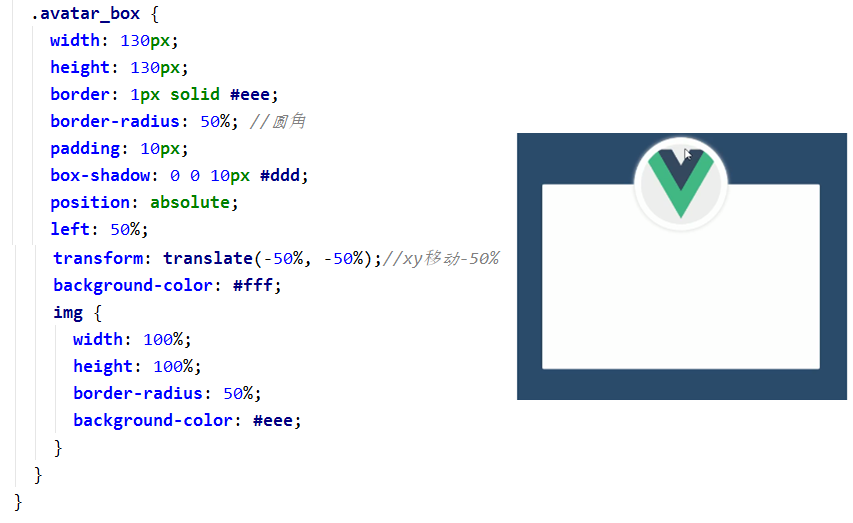 .avatar_box {
width: 130px;
height: 130px;
border: 1px solid #eee;
border-radius: 50%; //圆角
padding: 10px;
box-shadow: 0 0 10px #ddd;
position: absolute;
left: 50%;
transform: translate(-50%, -50%);//xy移动-50%
background-color: #fff;
img {
width: 100%;
height: 100%;
border-radius: 50%;
background-color: #eee;
}
}
}